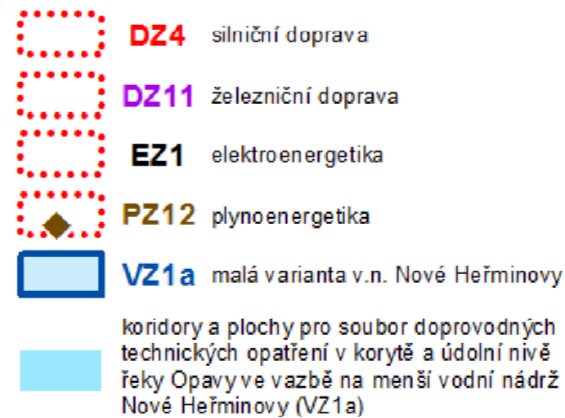 DZ4 silniční doprava
DZ11 železniční doprava
EZ1 elektroenergetika
PZ12 plynoenergetika
VZ1a malá varianta v.n. Nové Heřminovy
koridory a plochy pro soubor doprovodných
technických opatření v korytě a údolní nivě
řeky Opavy ve vazbě na menší vodní nádrž
Nové Heřminovy (VZ1a)